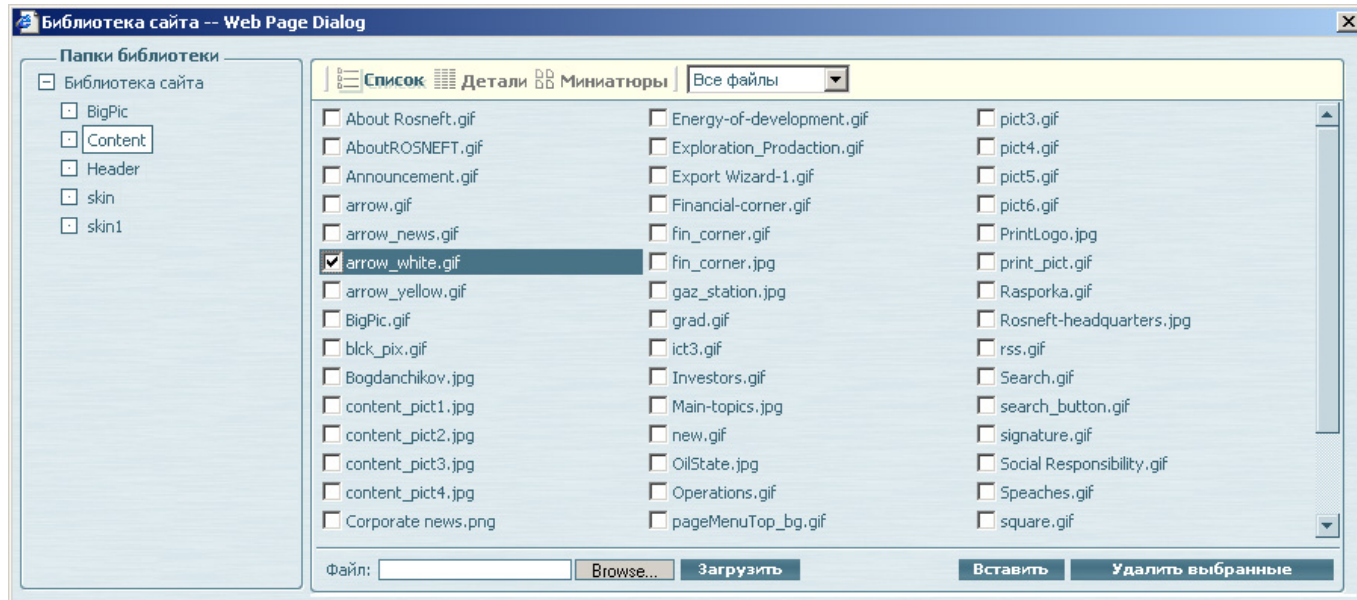 Библиотека сайта -- Web Page Dialog
Папки библиотеки
Библиотека сайта
BigPic
Content
Header
skin
skin1
Список Детали Миниатюры Все файлы
About Rosneft.gif Energy-of-development.gif pict3.gif
AboutROSNEFT.gif Exploration_Prodaction.gif pict4.gif
Announcement.gif Export Wizard-1.gif pict5.gif
arrow.gif Financial-corner.gif pict6.gif
arrow_news.gif fin_corner.gif PrintLogo.jpg
arrow_white.gif fin_corner.jpg print_pict.gif
arrow_yellow.gif gaz_station.jpg Rasporka.gif
BigPic.gif grad.gif Rosneft-headquarters.jpg
blck_pix.gif ict3.gif rss.gif
Bogdanchikov.jpg Investors.gif Search.gif
content_pict1.jpg Main-topics.jpg search_button.gif
content_pict2.jpg new.gif signature.gif
content_pict3.jpg OilState.jpg Social Responsibility.gif
content_pict4.jpg Operations.gif Speaches.gif
Corporate news.png pageMenuTop_bg.gif square.gif
Файл: Browse... Загрузить Вставить Удалить выбранные